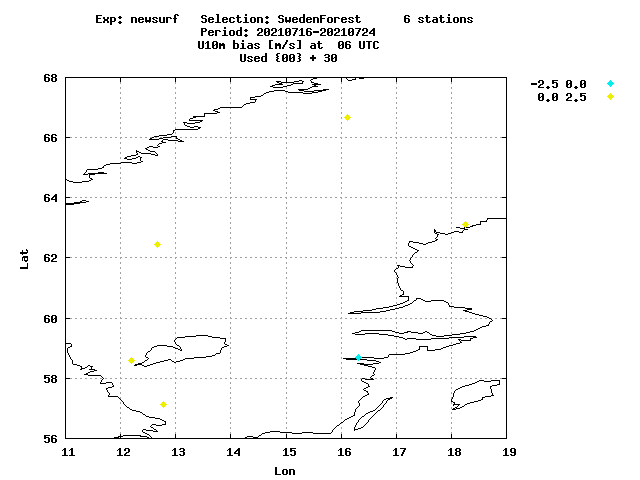 Exp: newsurf   Selection: SwedenForest      6 stations
Period: 20210716-20210724
U10m bias [m/s] at  06 UTC
Used {00} + 30
-2.5 0.0
0.0 2.5
68
66
64
62
60
58
56
Lat
11 12 13 14 15 16 17 18 19
Lon